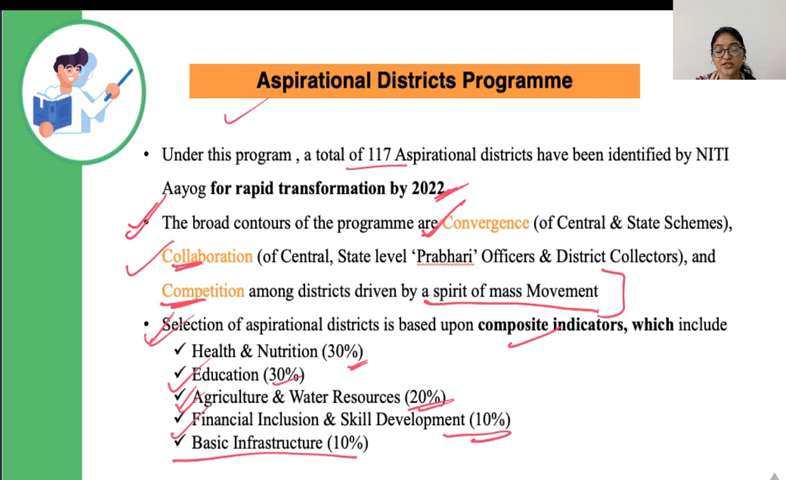 Aspirational Districts Programme
• Under this program , a total of 117 Aspirational districts have been identified by NITI
Aayog for rapid transformation by 2022
• The broad contours of the programme are Convergence (of Central & State Schemes),
Collaboration (of Central, State level ‘Prabhari’ Officers & District Collectors), and
Competition among districts driven by a spirit of mass Movement
• Selection of aspirational districts is based upon composite indicators, which include
✓ Health & Nutrition (30%)
✓ Education (30%)
✓ Agriculture & Water Resources (20%)
✓ Financial Inclusion & Skill Development (10%)
✓ Basic Infrastructure (10%)